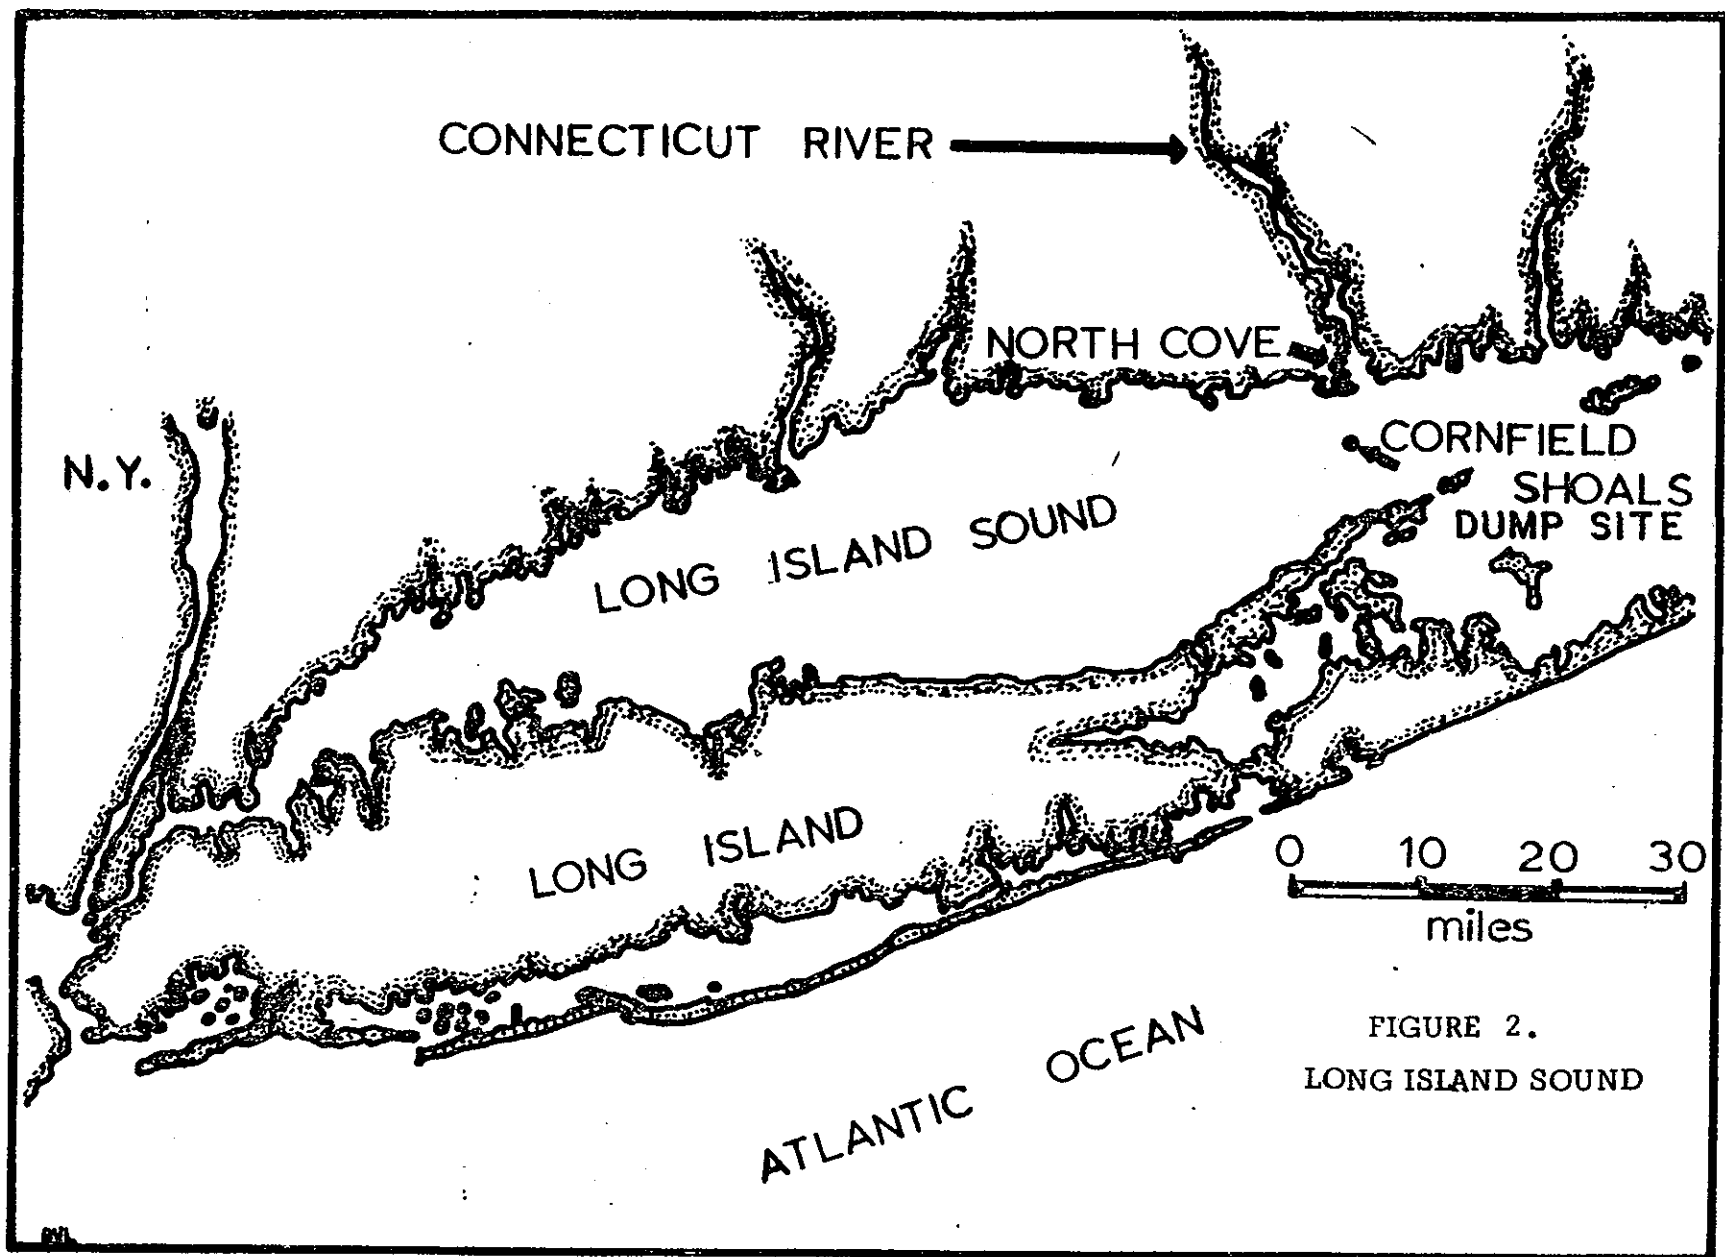 CONNECTICUT RIVER
NORTH COVE
CORNFIELD
SHOALS
DUMP SITE
N.Y.
LONG ISLAND SOUND
LONG ISLAND
0 10 20 30
miles
ATLANTIC OCEAN
FIGURE 2.
LONG ISLAND SOUND